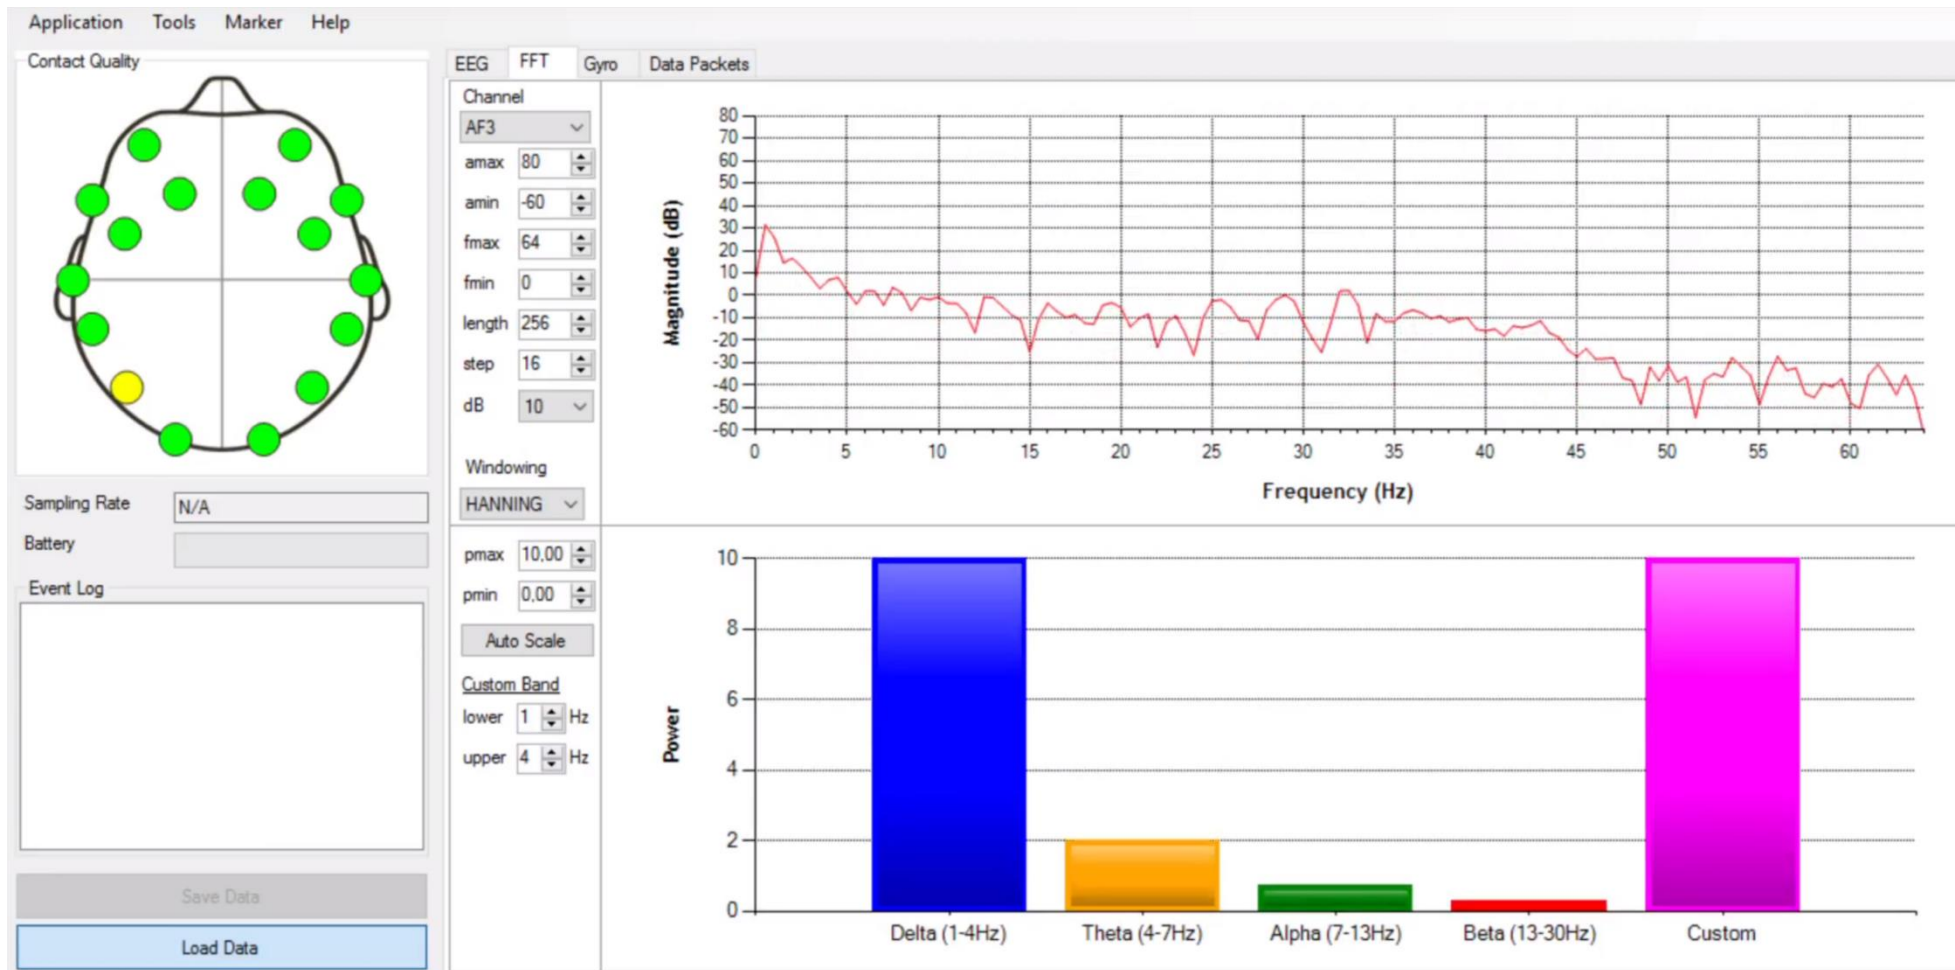 Application Tools Marker Help
Contact Quality
Sampling Rate N/A
Battery
Event Log
Save Data
Load Data
EEG FFT Gyro Data Packets
Channel
AF3
amax 80
amin -60
fmax 64
fmin 0
length 256
step 16
dB 10
Windowing
HANNING
Magnitude (dB)
80
70
60
50
40
30
20
10
0
-10
-20
-30
-40
-50
-60
0 5 10 15 20 25 30 35 40 45 50 55 60
Frequency (Hz)
pmax 10,00
pmin 0,00
Auto Scale
Custom Band
lower 1 Hz
upper 4 Hz
Power
10
8
6
4
2
0
Delta (1-4Hz) Theta (4-7Hz) Alpha (7-13Hz) Beta (13-30Hz) Custom